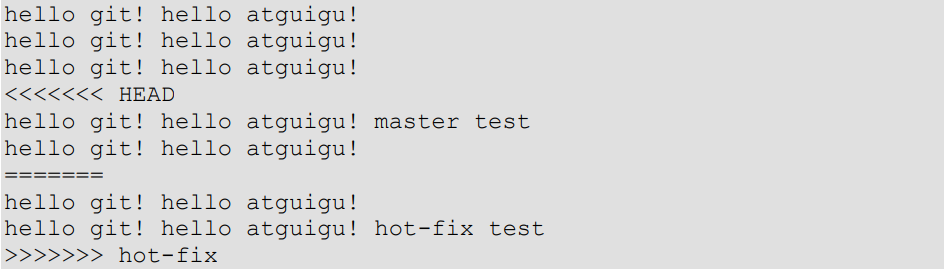 hello git! hello atguigu!
hello git! hello atguigu!
hello git! hello atguigu!
<<<<<<< HEAD
hello git! hello atguigu! master test
hello git! hello atguigu!
=======
hello git! hello atguigu!
hello git! hello atguigu! hot-fix test
>>>>>>> hot-fix